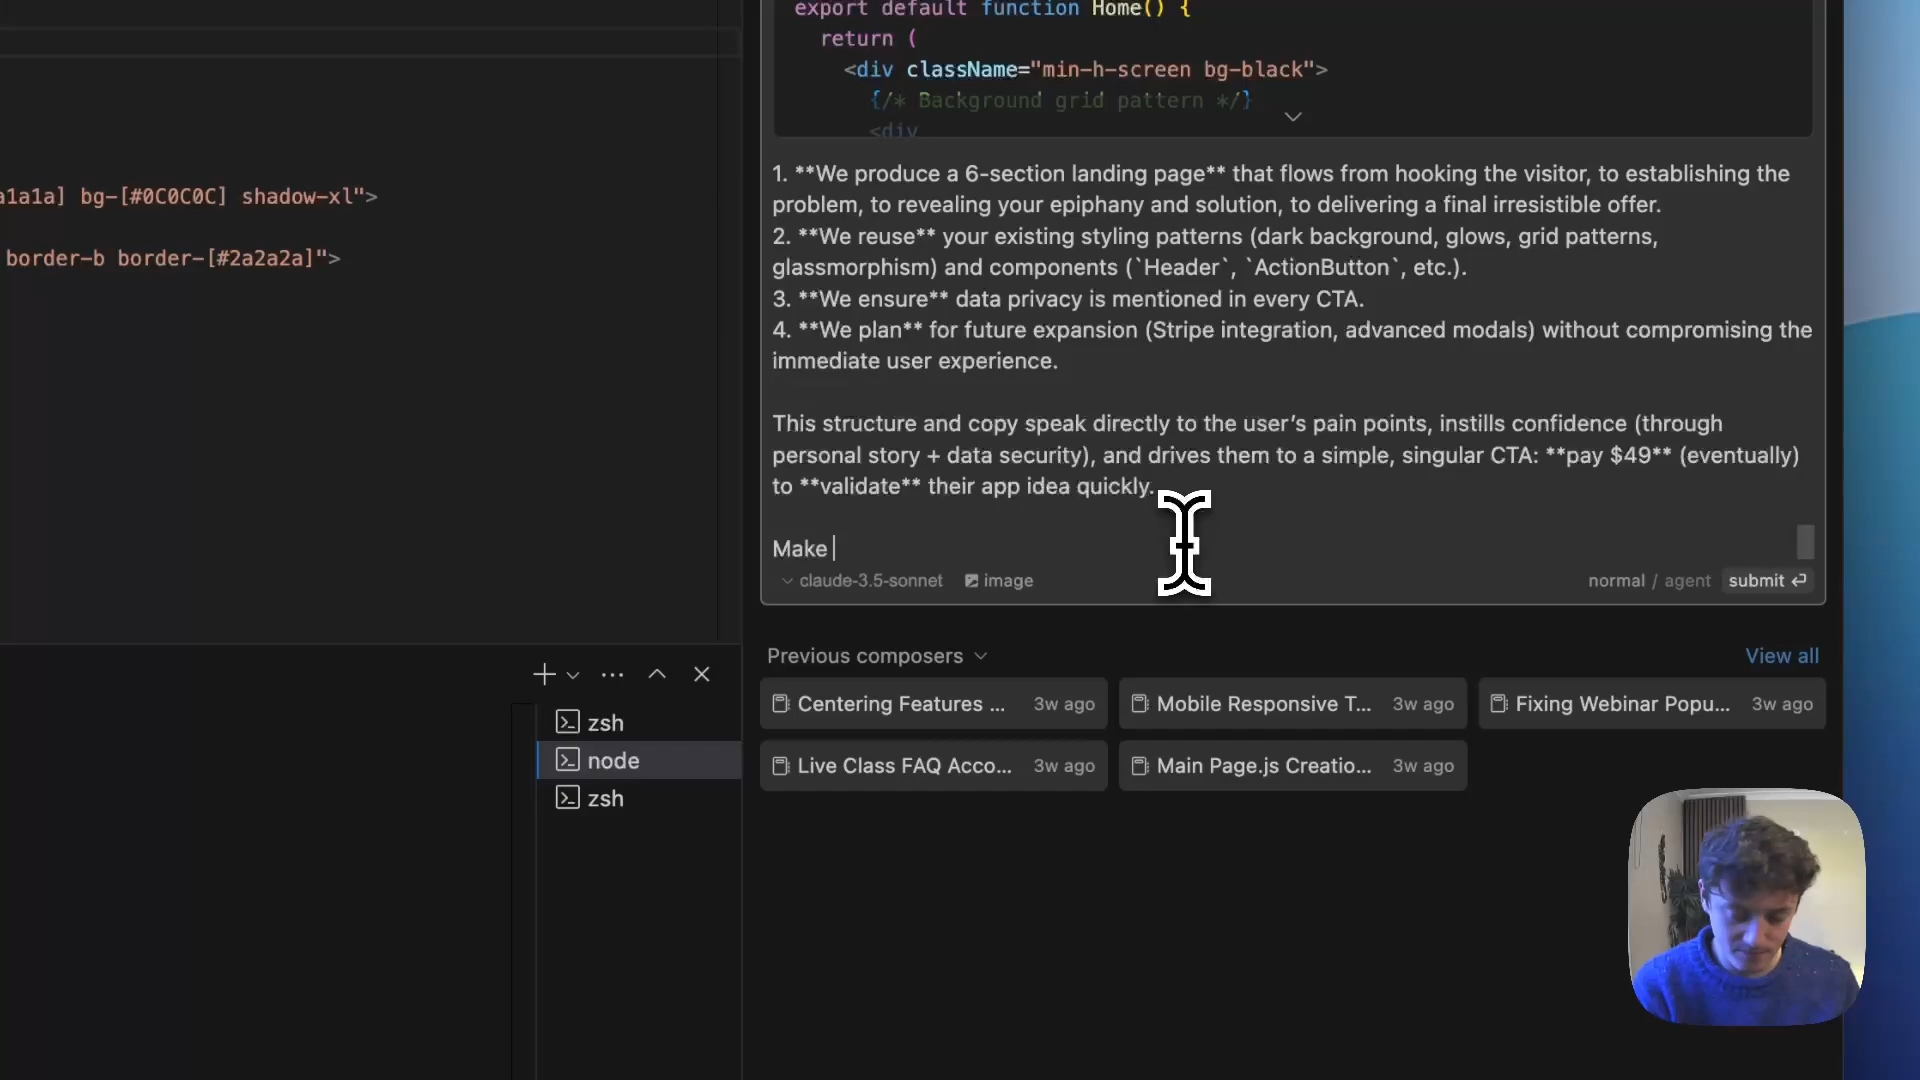 export default function Home() {
return (
<div className="min-h-screen bg-black">
{/* Background grid pattern */}
<div
a1a1a] bg-[#0C0C0C] shadow-xl">
border-b border-[#2a2a2a]">
1. **We produce a 6-section landing page** that flows from hooking the visitor, to establishing the
problem, to revealing your epiphany and solution, to delivering a final irresistible offer.
2. **We reuse** your existing styling patterns (dark background, glows, grid patterns,
glassmorphism) and components (`Header`, `ActionButton`, etc.).
3. **We ensure** data privacy is mentioned in every CTA.
4. **We plan** for future expansion (Stripe integration, advanced modals) without compromising the
immediate user experience.
This structure and copy speak directly to the user’s pain points, instills confidence (through
personal story + data security), and drives them to a simple, singular CTA: **pay $49** (eventually)
to **validate** their app idea quickly.
Make
claude-3.5-sonnet image normal / agent submit
Previous composers View all
Centering Features ... 3w ago Mobile Responsive T... 3w ago Fixing Webinar Popu... 3w ago
Live Class FAQ Acco... 3w ago Main Page.js Creatio... 3w ago
zsh
node
zsh